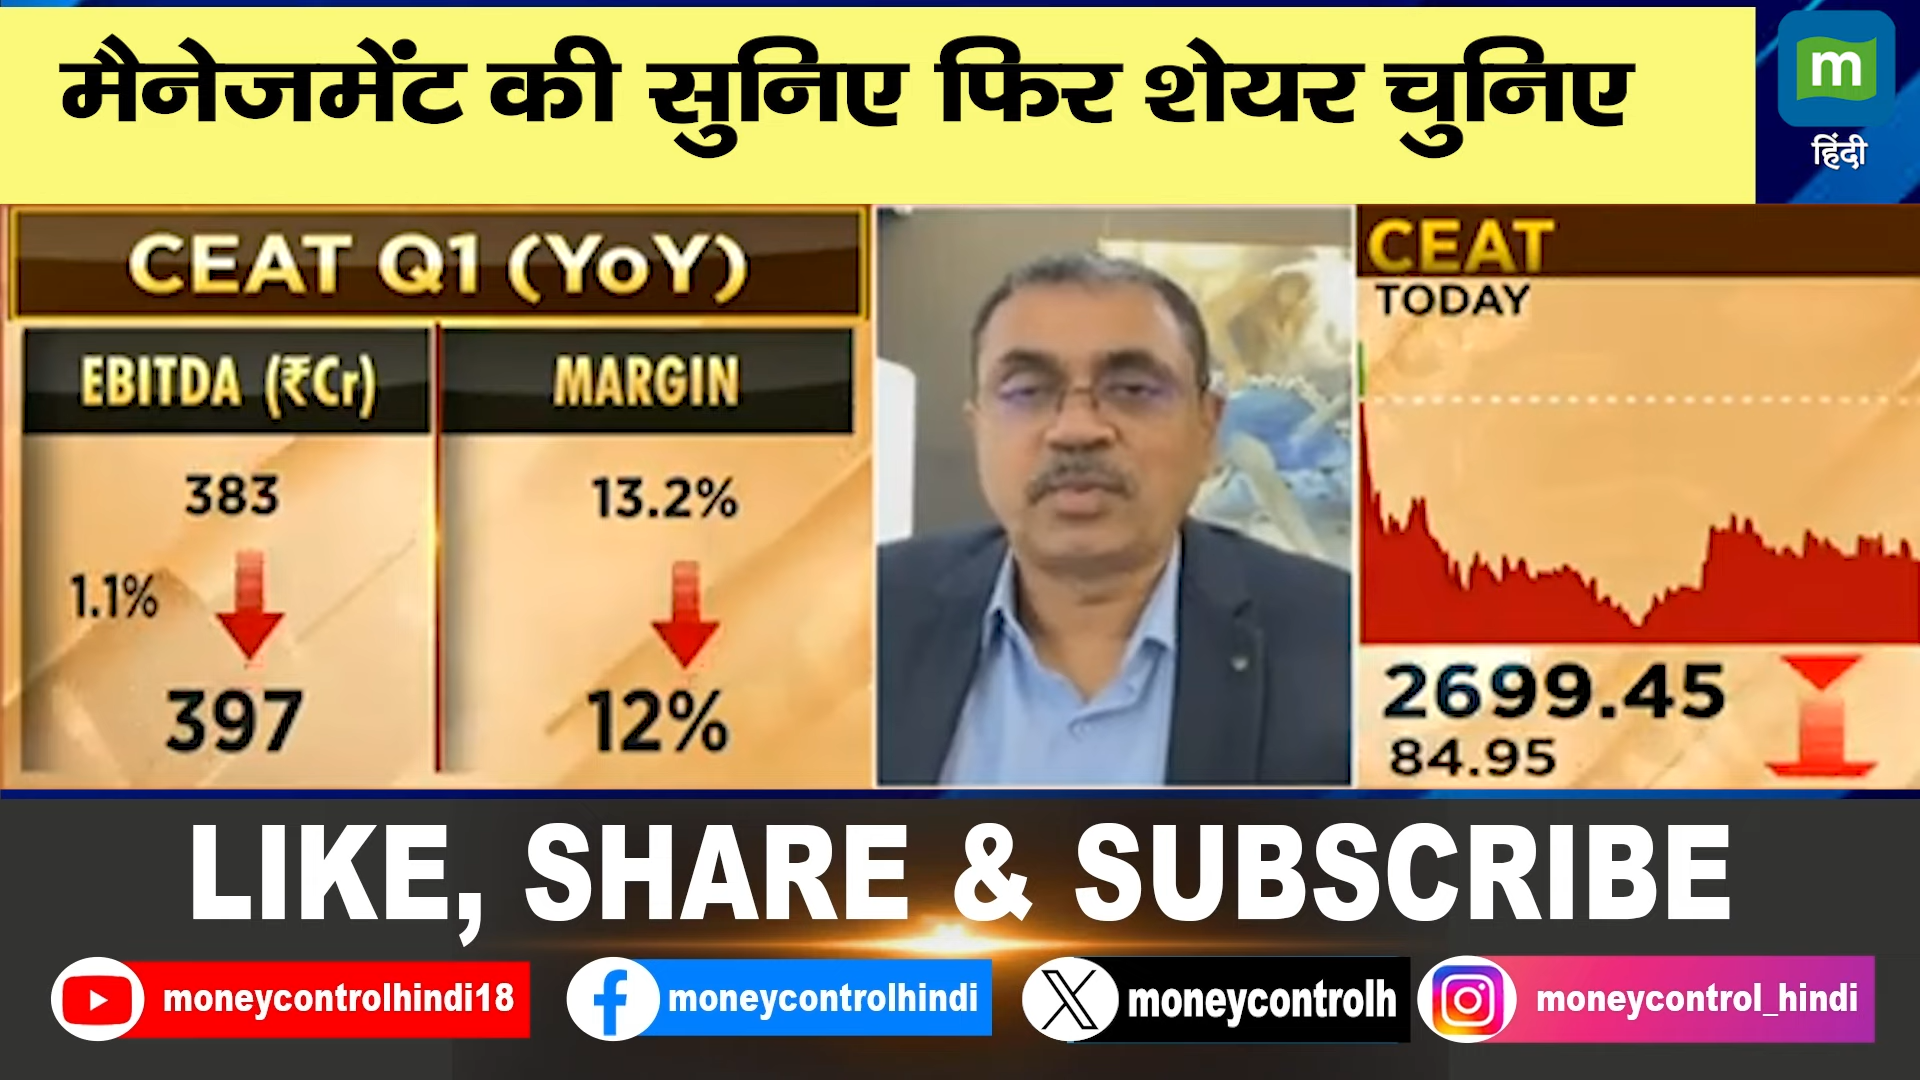 मैनेजमेंट की सुनिए फिर शेयर चुनिए
m
हिंदी
CEAT Q1 (YoY)
EBITDA (₹Cr)
MARGIN
383
13.2%
1.1%
397
12%
CEAT
TODAY
2699.45
84.95
LIKE, SHARE & SUBSCRIBE
moneycontrolhindi18
moneycontrolhindi
moneycontrolh
moneycontrol_hindi